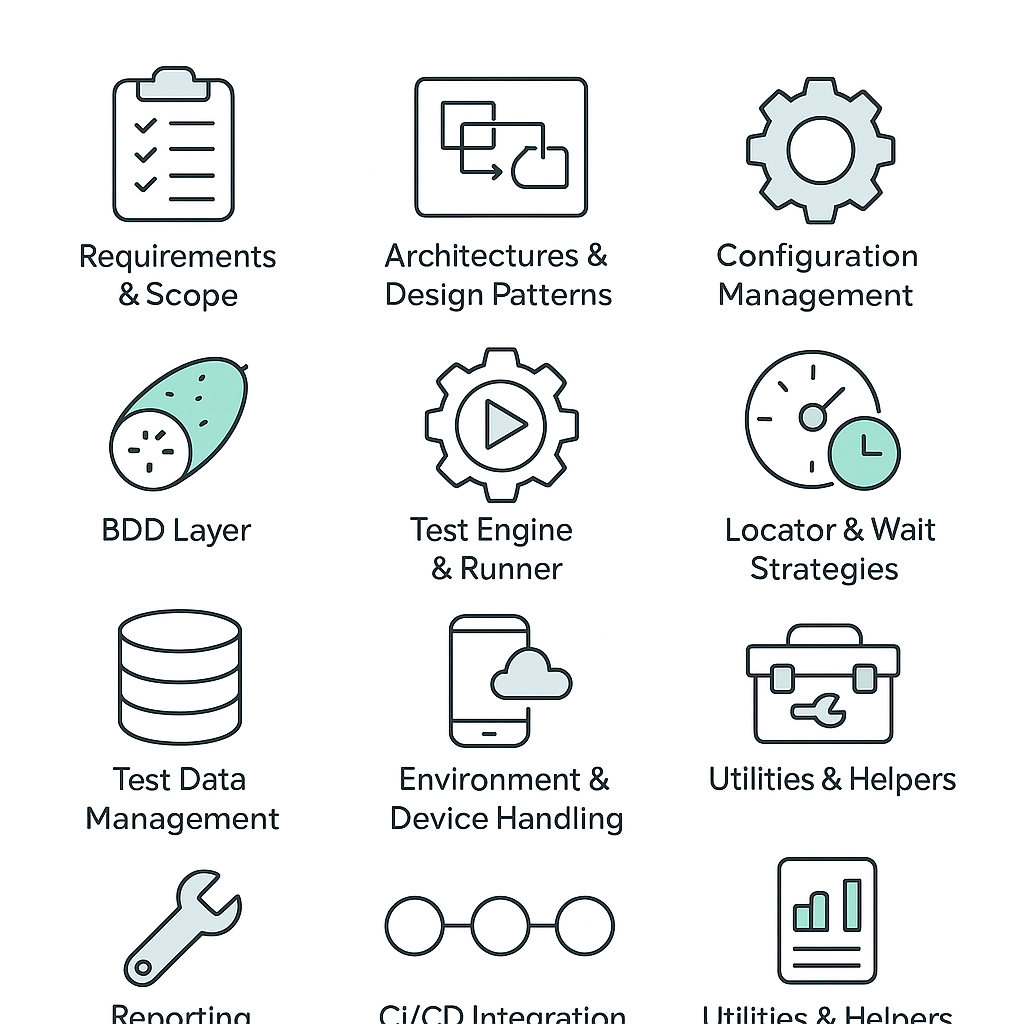 Requirements
& Scope
Architectures &
Design Patterns
Configuration
Management
BDD Layer
Test Engine
& Runner
Locator & Wait
Strategies
Test Data
Management
Environment &
Device Handling
Utilities & Helpers
Reporting
Ci/CD Integration
Utilities & Helpers